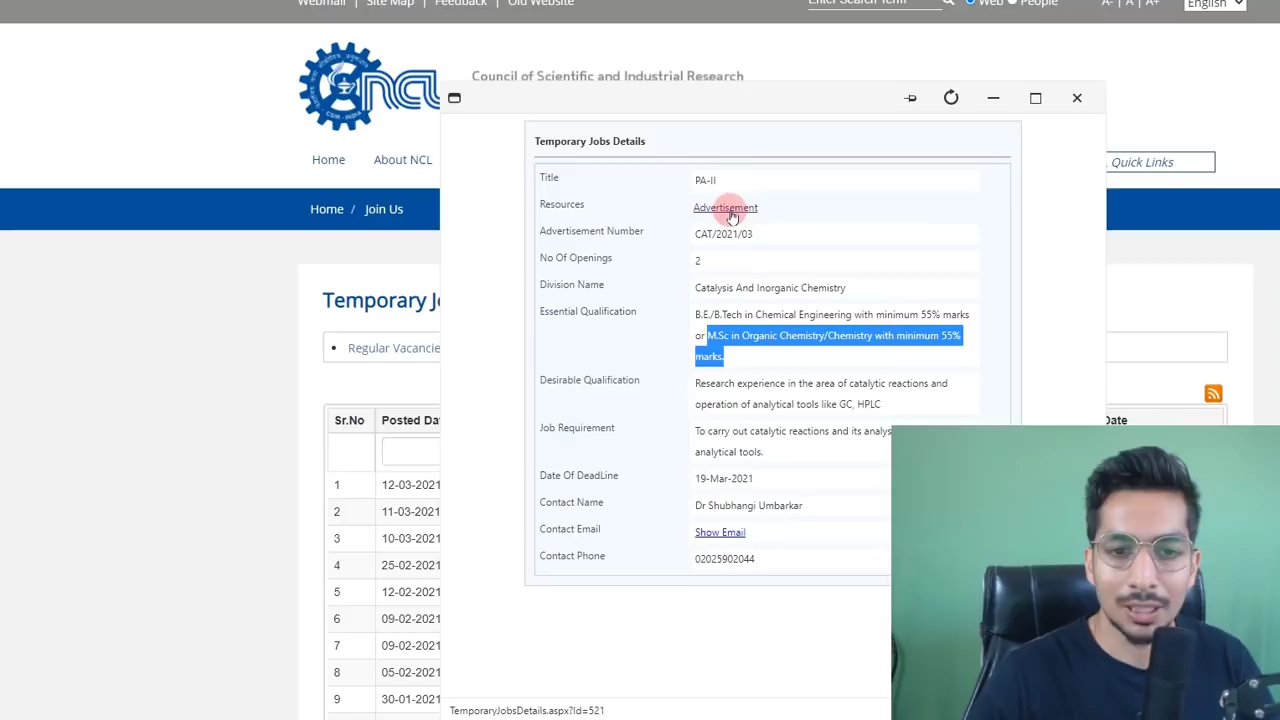 Webmail | Site Map | Feedback | Old Website
Enter Search Term Web People A- | A | A+ English
ncl
Council of Scientific and Industrial Research
Home About NCL
Quick Links
Home / Join Us
Temporary Jobs Details
Title PA-II
Resources Advertisement
Advertisement Number CAT/2021/03
No Of Openings 2
Division Name Catalysis And Inorganic Chemistry
Essential Qualification B.E./B.Tech in Chemical Engineering with minimum 55% marks
or M.Sc in Organic Chemistry/Chemistry with minimum 55%
marks.
Desirable Qualification Research experience in the area of catalytic reactions and
operation of analytical tools like GC, HPLC
Job Requirement To carry out catalytic reactions and its analys
analytical tools.
Date Of DeadLine 19-Mar-2021
Contact Name Dr Shubhangi Umbarkar
Contact Email Show Email
Contact Phone 02025902044
Temporary Jo
• Regular Vacancie
Sr.No Posted Dat Date
1 12-03-2021
2 11-03-2021
3 10-03-2021
4 25-02-2021
5 12-02-2021
6 09-02-2021
7 09-02-2021
8 05-02-2021
9 30-01-2021
TemporaryJobsDetails.aspx?Id=521